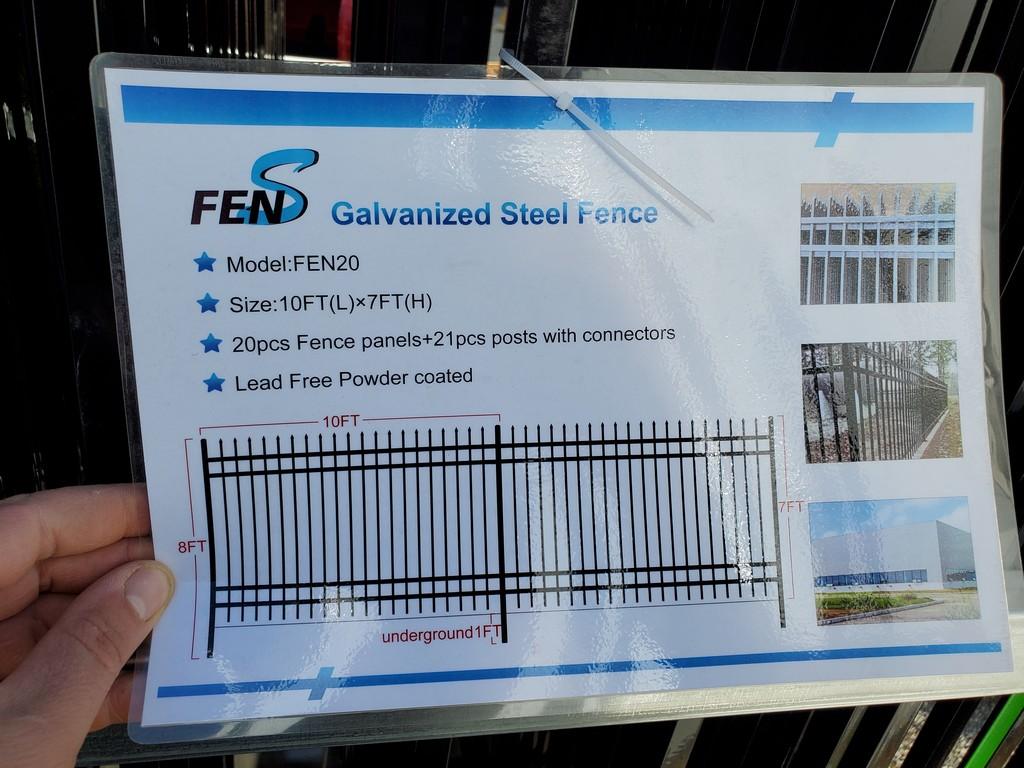 FENS
Galvanized Steel Fence
Model:FEN20
Size:10FT(L)×7FT(H)
20pcs Fence panels+21pcs posts with connectors
Lead Free Powder coated
10FT
8FT
7FT
underground1FT